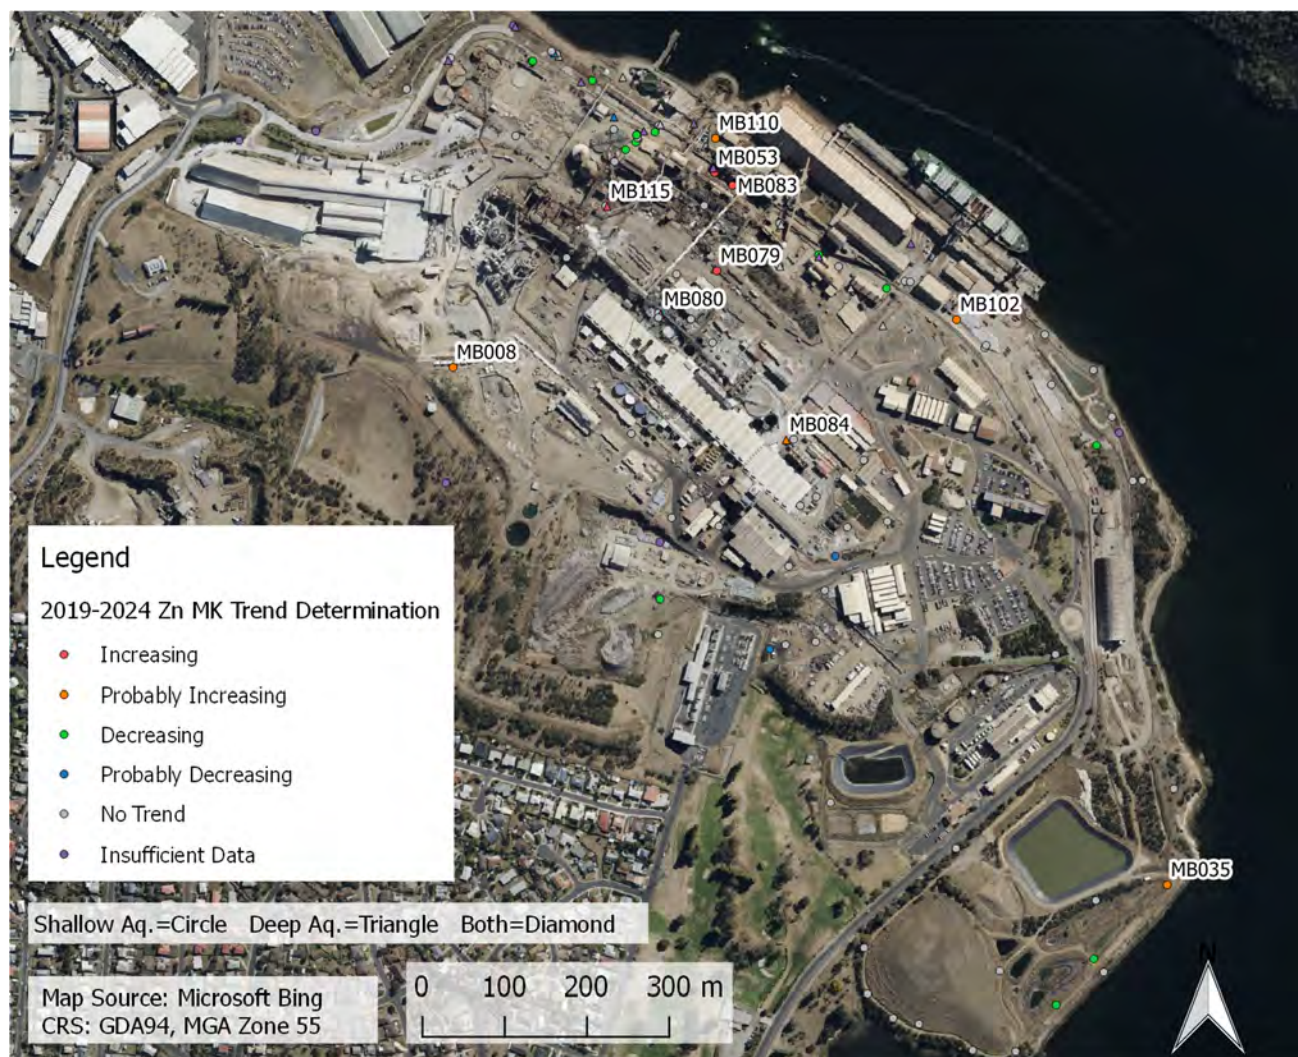 MB110
MB053
MB083
MB115
MB079
MB080
MB102
MB008
MB084
MB035
Legend
2019-2024 Zn MK Trend Determination
Increasing
Probably Increasing
Decreasing
Probably Decreasing
No Trend
Insufficient Data
Shallow Aq.=Circle Deep Aq.=Triangle Both=Diamond
Map Source: Microsoft Bing
CRS: GDA94, MGA Zone 55
0 100 200 300 m
N